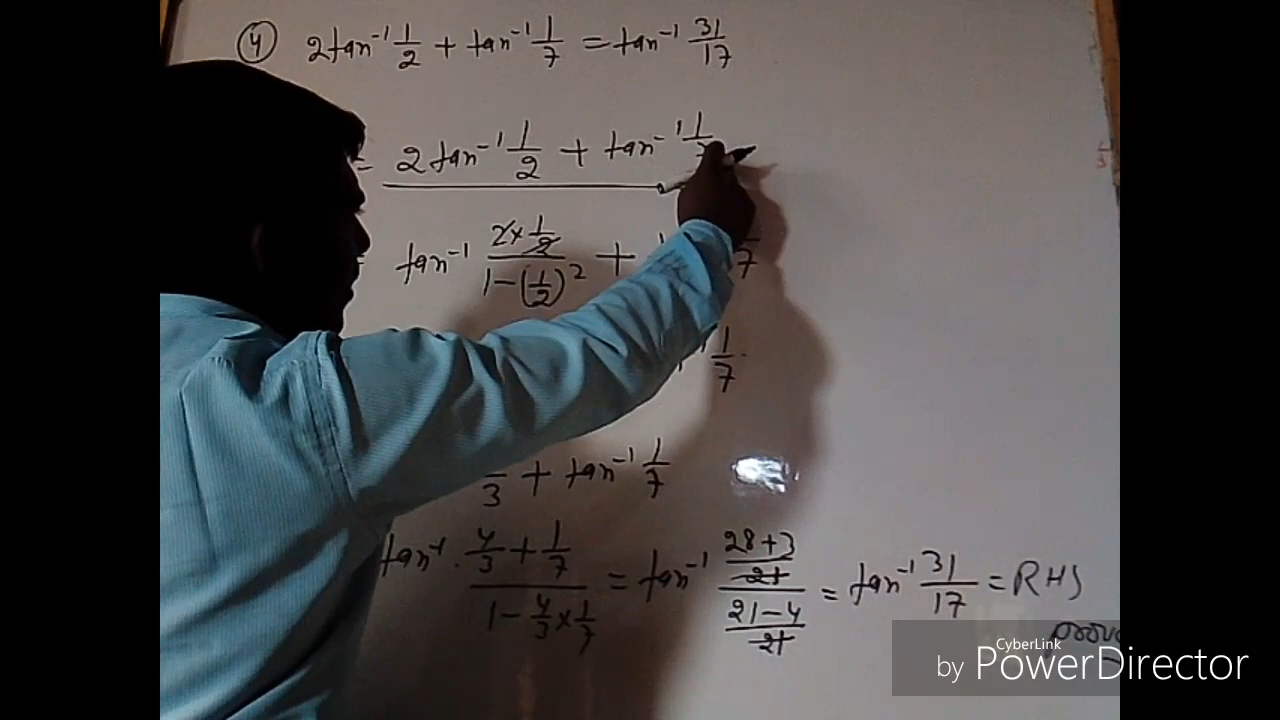 ④ 2tan⁻¹ 1/2 + tan⁻¹ 1/7 = tan⁻¹ 31/17
= 2tan⁻¹ 1/2 + tan⁻¹ 1/
tan⁻¹ (2×1/2)/(1-(1/2)²) + /7
1/7
/3 + tan⁻¹ 1/7
tan⁻¹ (4/3 + 1/7)/(1 - 4/3 × 1/7) = tan⁻¹ ((28+3)/21)/((21-4)/21) = tan⁻¹ 31/17 = RHS
CyberLink
by PowerDirector